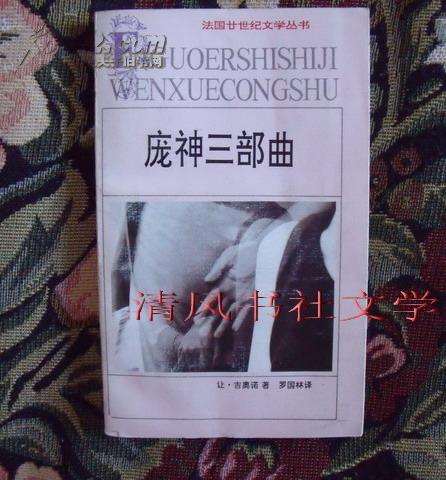 法国廿世纪文学丛书
FAGUOERSHISHIJI
WENXUECONGSHU
庞神三部曲
清风书社文学
让·吉奥诺 著 罗国林译